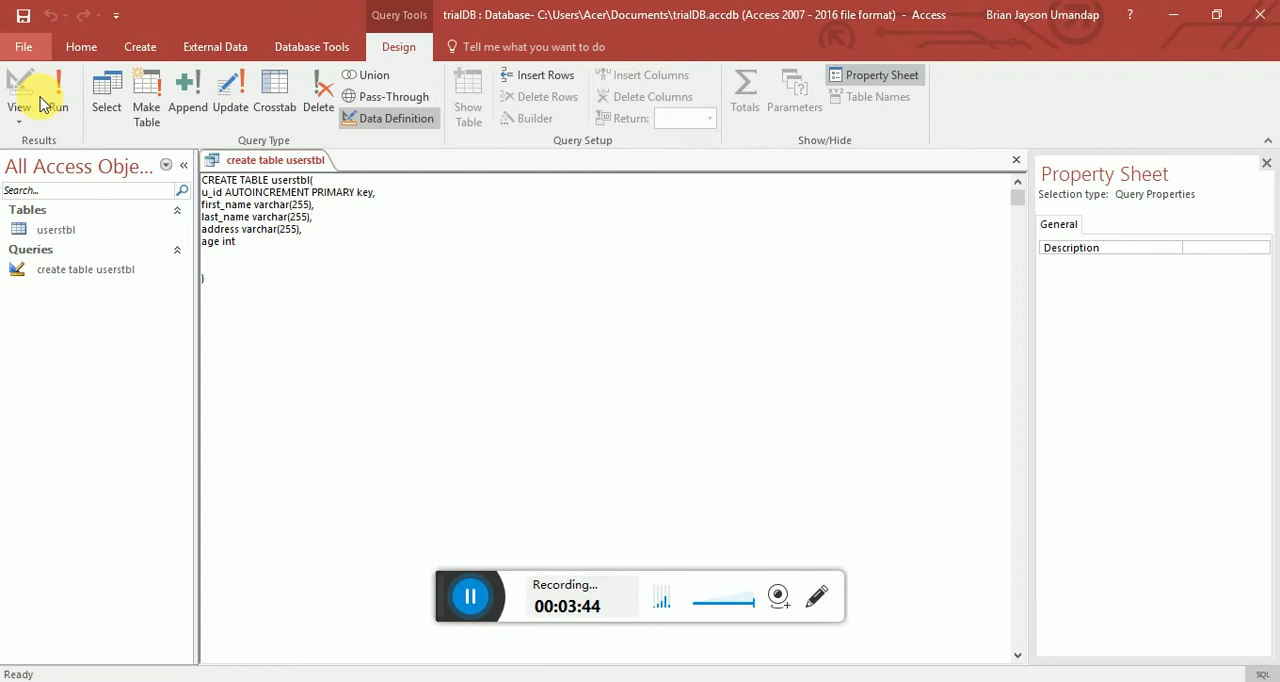 Query Tools
trialDB : Database- C:\Users\Acer\Documents\trialDB.accdb (Access 2007 - 2016 file format) - Access
Brian Jayson Umandap
?
File
Home
Create
External Data
Database Tools
Design
Tell me what you want to do
View
Run
Results
Select
Make
Table
Append
Update
Crosstab
Delete
Union
Pass-Through
Data Definition
Query Type
Show
Table
Insert Rows
Delete Rows
Builder
Insert Columns
Delete Columns
Return:
Query Setup
Totals
Parameters
Property Sheet
Table Names
Show/Hide
All Access Obje...
Search...
Tables
userstbl
Queries
create table userstbl
create table userstbl
CREATE TABLE userstbl(
u_id AUTOINCREMENT PRIMARY key,
first_name varchar(255),
last_name varchar(255),
address varchar(255),
age int
)
Property Sheet
Selection type: Query Properties
General
Description
Recording...
00:03:44
Ready
SQL